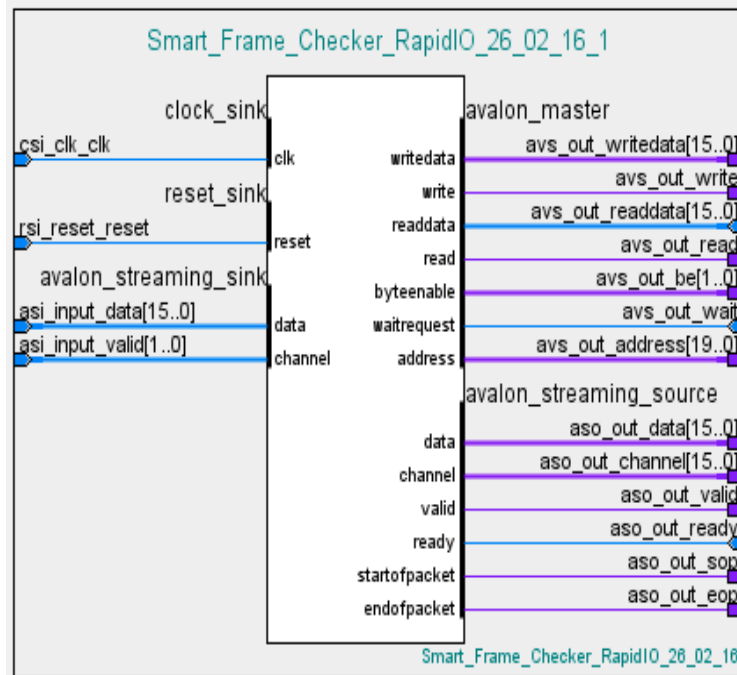 Smart_Frame_Checker_RapidIO_26_02_16_1
clock_sink
csi_clk_clk
clk
reset_sink
rsi_reset_reset
reset
avalon_streaming_sink
asi_input_data[15..0]
data
asi_input_valid[1..0]
channel
avalon_master
avs_out_writedata[15..0]
writedata
avs_out_write
write
avs_out_readdata[15..0]
readdata
avs_out_read
read
avs_out_be[1..0]
byteenable
avs_out_wait
waitrequest
avs_out_address[19..0]
address
avalon_streaming_source
aso_out_data[15..0]
data
aso_out_channel[15..0]
channel
aso_out_valid
valid
aso_out_ready
ready
aso_out_sop
startofpacket
aso_out_eop
endofpacket
Smart_Frame_Checker_RapidIO_26_02_16